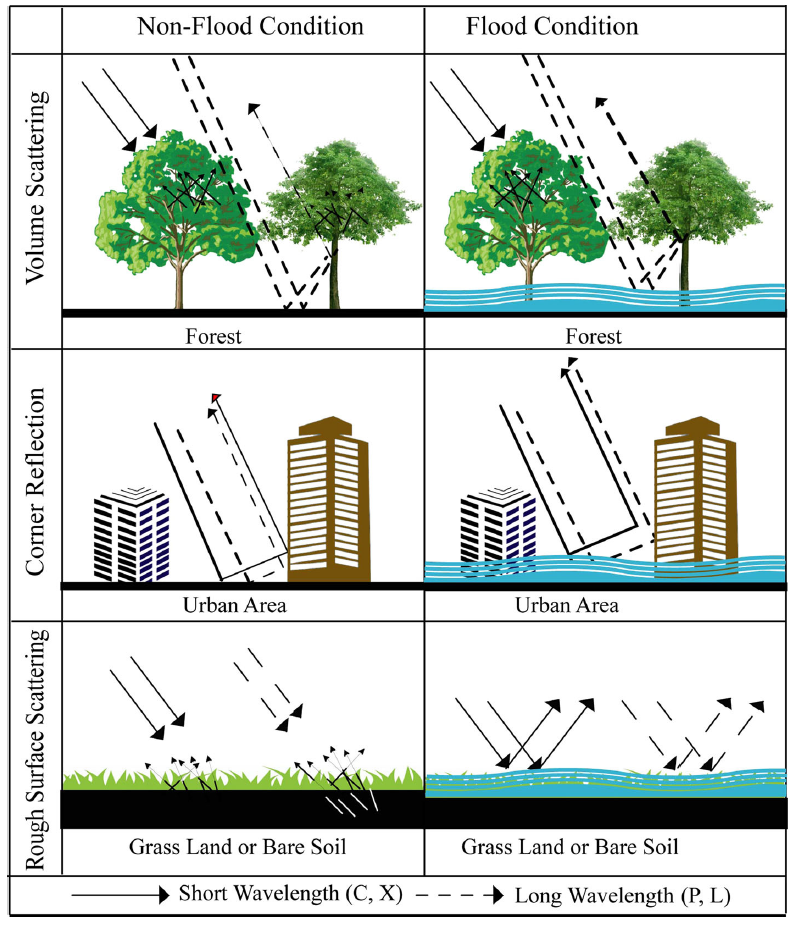 Non-Flood Condition
Flood Condition
Volume Scattering
Forest
Forest
Corner Reflection
Urban Area
Urban Area
Rough Surface Scattering
Grass Land or Bare Soil
Grass Land or Bare Soil
Short Wavelength (C, X)
Long Wavelength (P, L)